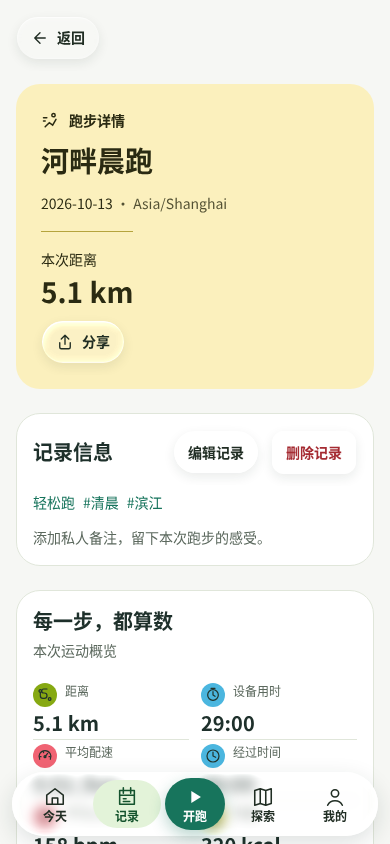 返回
跑步详情
河畔晨跑
2026-10-13 • Asia/Shanghai
本次距离
5.1 km
分享
记录信息
编辑记录
删除记录
轻松跑 #清晨 #滨江
添加私人备注，留下本次跑步的感受。
每一步，都算数
本次运动概览
距离
设备用时
5.1 km
29:00
平均配速
经过时间
今天
记录
开跑
探索
我的
158 bpm
320 kcal